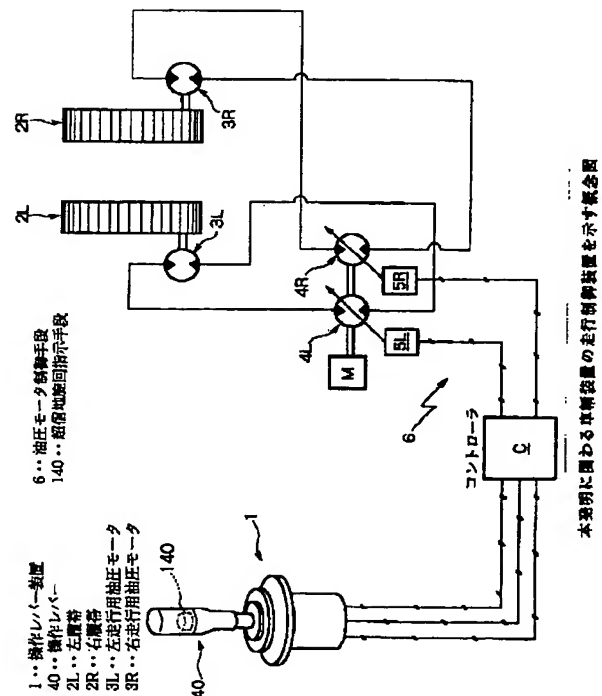 1‥操作レバー装置
40‥操作レバー
2L‥左履帯
2R‥右履帯
3L‥左走行用油圧モータ
3R‥右走行用油圧モータ
6‥油圧モータ制御手段
140‥超信地旋回指示手段
2L
2R
3L
3R
4L
4R
M
5L
5R
6
コントローラ
C
1
140
40
本発明に関わる車輌装置の走行制御装置を示す概念図